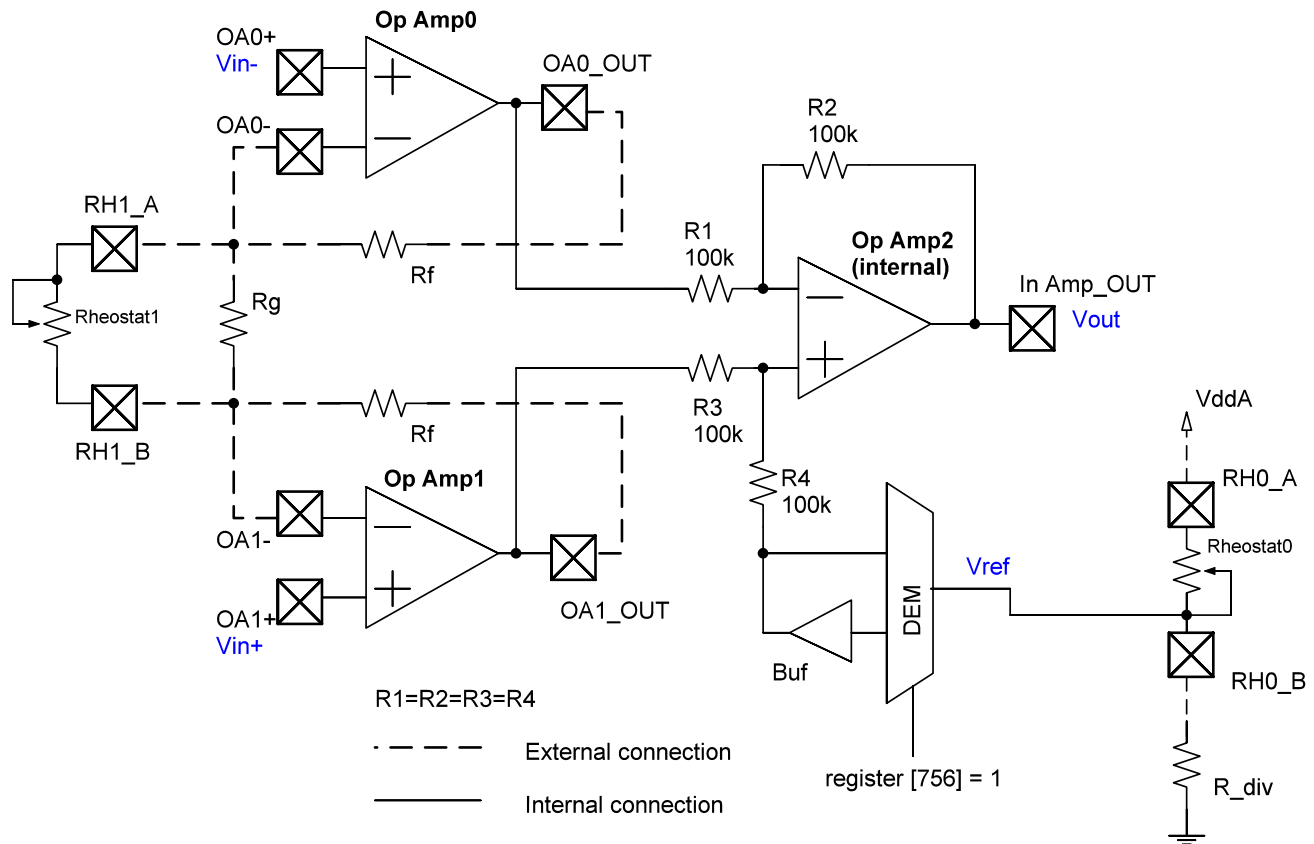 Op Amp0
OA0+
Vin-
OA0_OUT
OA0-
R2
100k
RH1_A
R1
100k
Op Amp2
(internal)
Rf
In Amp_OUT
Vout
Rheostat1
Rg
VddA
RH1_B
Rf
R3
100k
Op Amp1
R4
100k
RH0_A
OA1-
Rheostat0
Vref
DEM
OA1+
Vin+
OA1_OUT
Buf
RH0_B
R1=R2=R3=R4
External connection
register [756] = 1
R_div
Internal connection